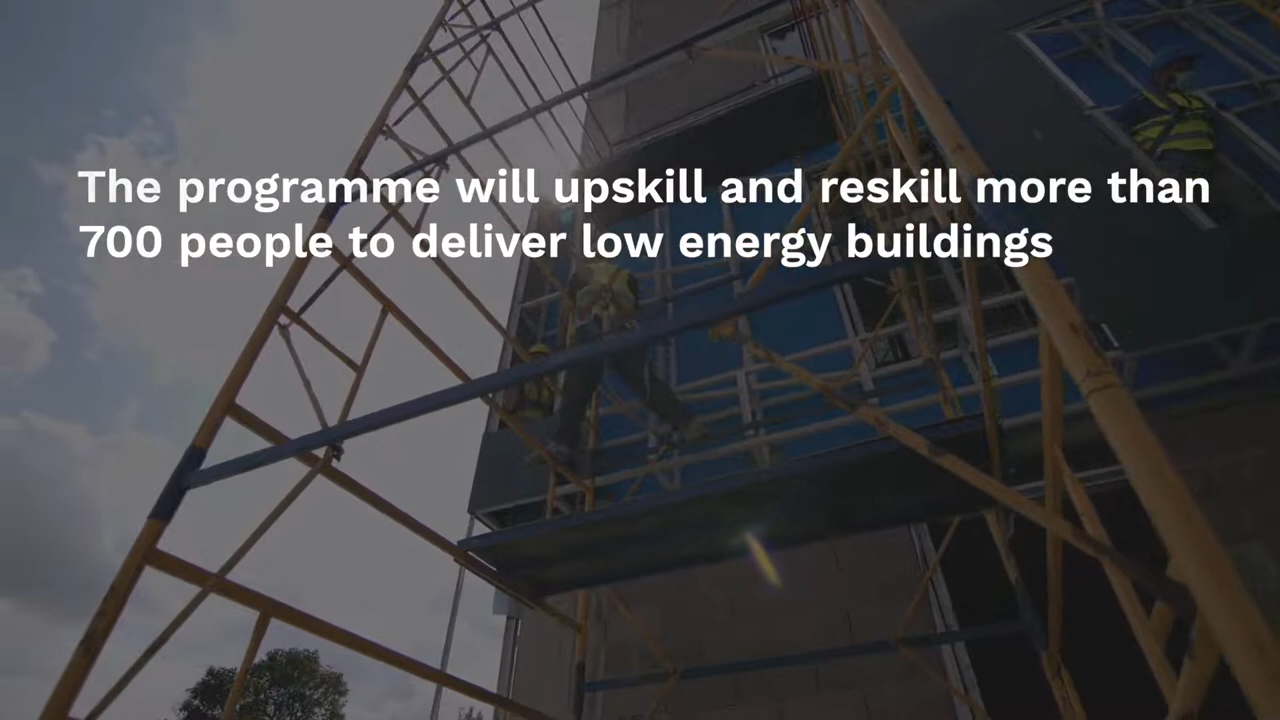 The programme will upskill and reskill more than
700 people to deliver low energy buildings